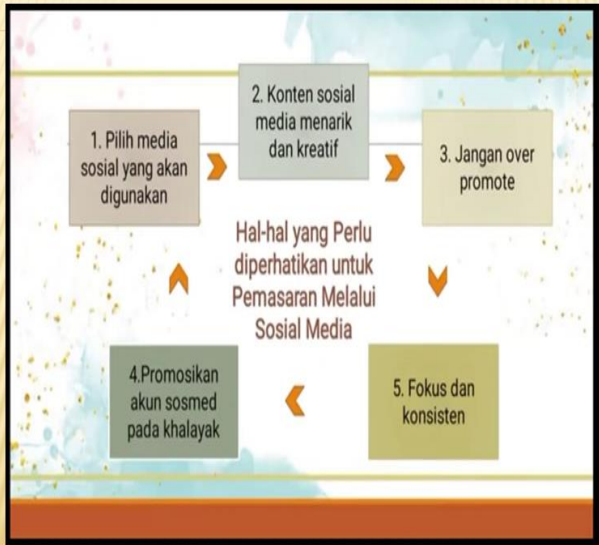 1. Pilih media
sosial yang akan
digunakan
2. Konten sosial
media menarik
dan kreatif
3. Jangan over
promote
Hal-hal yang Perlu
diperhatikan untuk
Pemasaran Melalui
Sosial Media
4.Promosikan
akun sosmed
pada khalayak
5. Fokus dan
konsisten